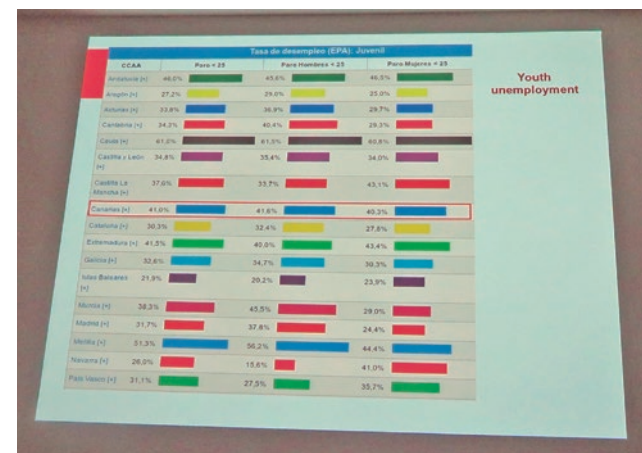 Tasa de desempleo (EPA): Juvenil
CCAA Paro < 25 Paro Hombres < 25 Paro Mujeres < 25
Andalucía [+] 46,0% 45,6% 46,5%
Aragón [+] 27,2% 29,0% 25,0%
Asturias [+] 33,8% 36,9% 29,7%
Cantabria [+] 34,3% 40,4% 29,3%
Ceuta [+] 61,0% 61,5% 60,8%
Castilla y León [+] 34,8% 35,4% 34,0%
Castilla La Mancha [+] 37,0% 33,7% 43,1%
Canarias [+] 41,0% 41,6% 40,3%
Cataluña [+] 30,3% 32,4% 27,8%
Extremadura [+] 41,5% 40,0% 43,4%
Galicia [+] 32,6% 34,7% 30,3%
Islas Baleares [+] 21,9% 20,2% 23,9%
Murcia [+] 38,3% 45,5% 29,0%
Madrid [+] 31,7% 37,8% 24,4%
Melilla [+] 51,3% 56,2% 44,4%
Navarra [+] 26,0% 15,6% 41,0%
País Vasco [+] 31,1% 27,5% 35,7%
Youth
unemployment